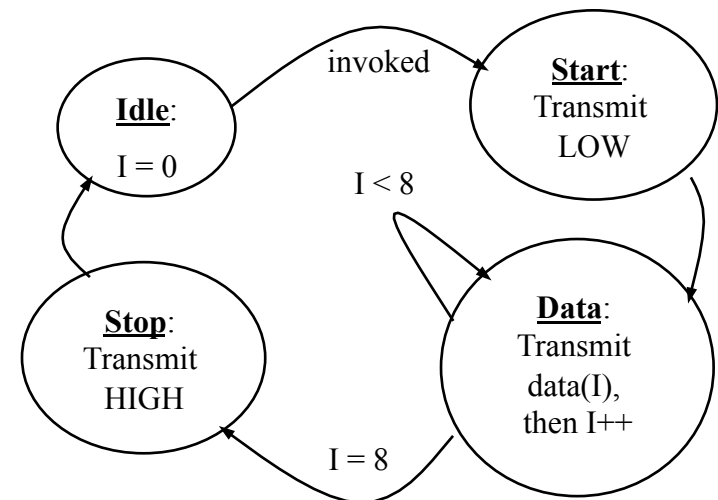 Idle:
I = 0
invoked
Start:
Transmit
LOW
I < 8
Data:
Transmit
data(I),
then I++
I = 8
Stop:
Transmit
HIGH